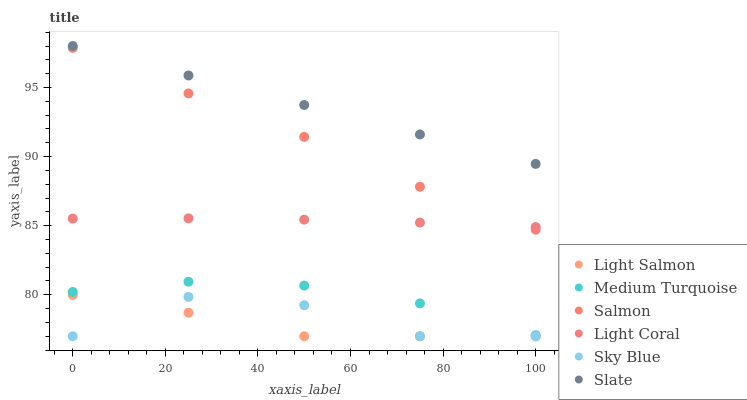 title
yaxis_label
95
90
85
80
0
20
40
60
80
100
xaxis_label
Light Salmon
Medium Turquoise
Salmon
Light Coral
Sky Blue
Slate